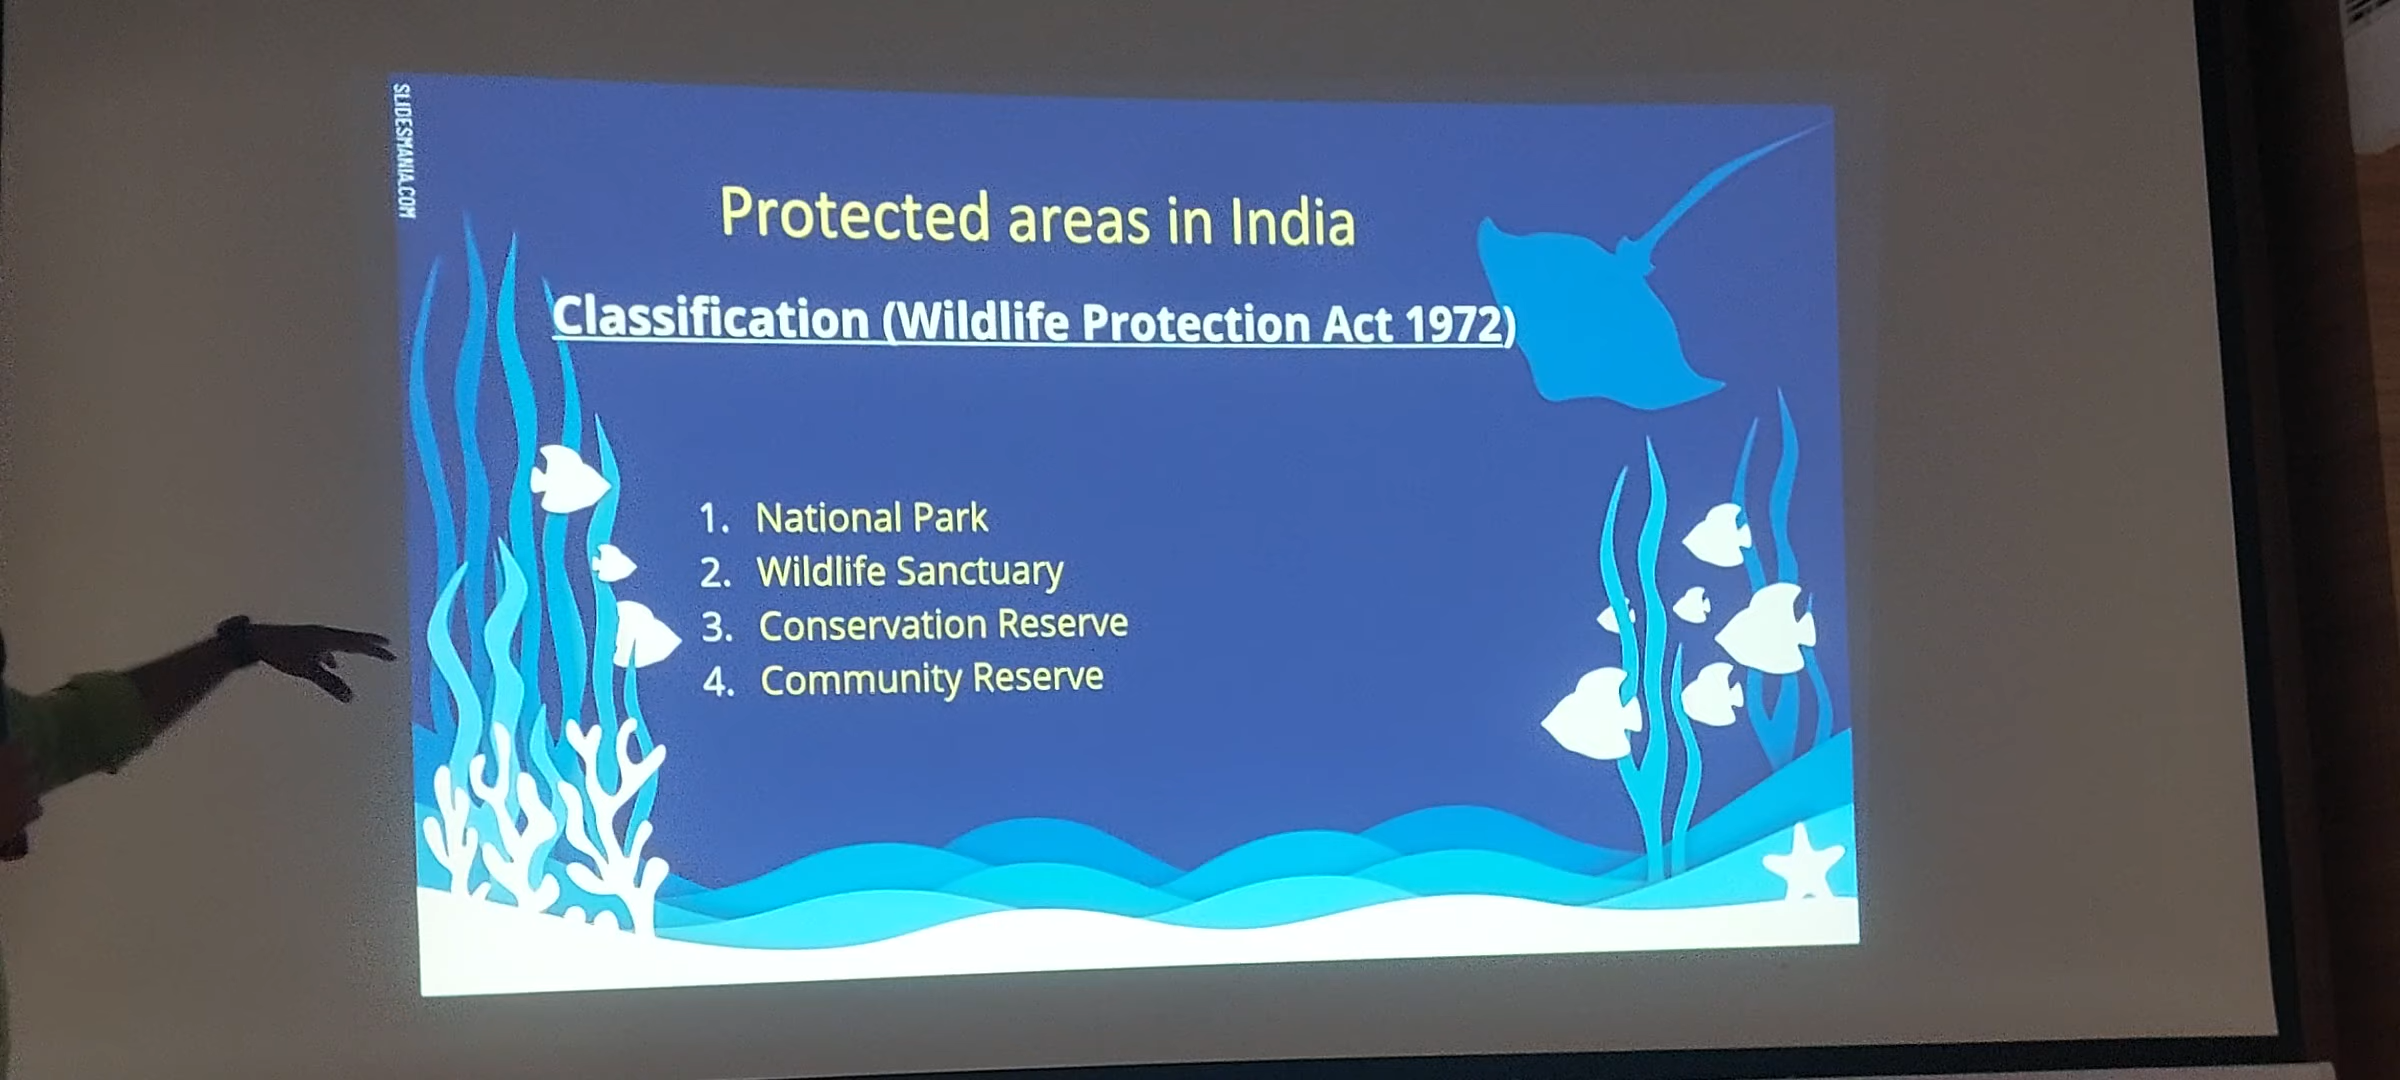 SLIDESMANIA.COM
Protected areas in India
Classification (Wildlife Protection Act 1972)
1. National Park
2. Wildlife Sanctuary
3. Conservation Reserve
4. Community Reserve